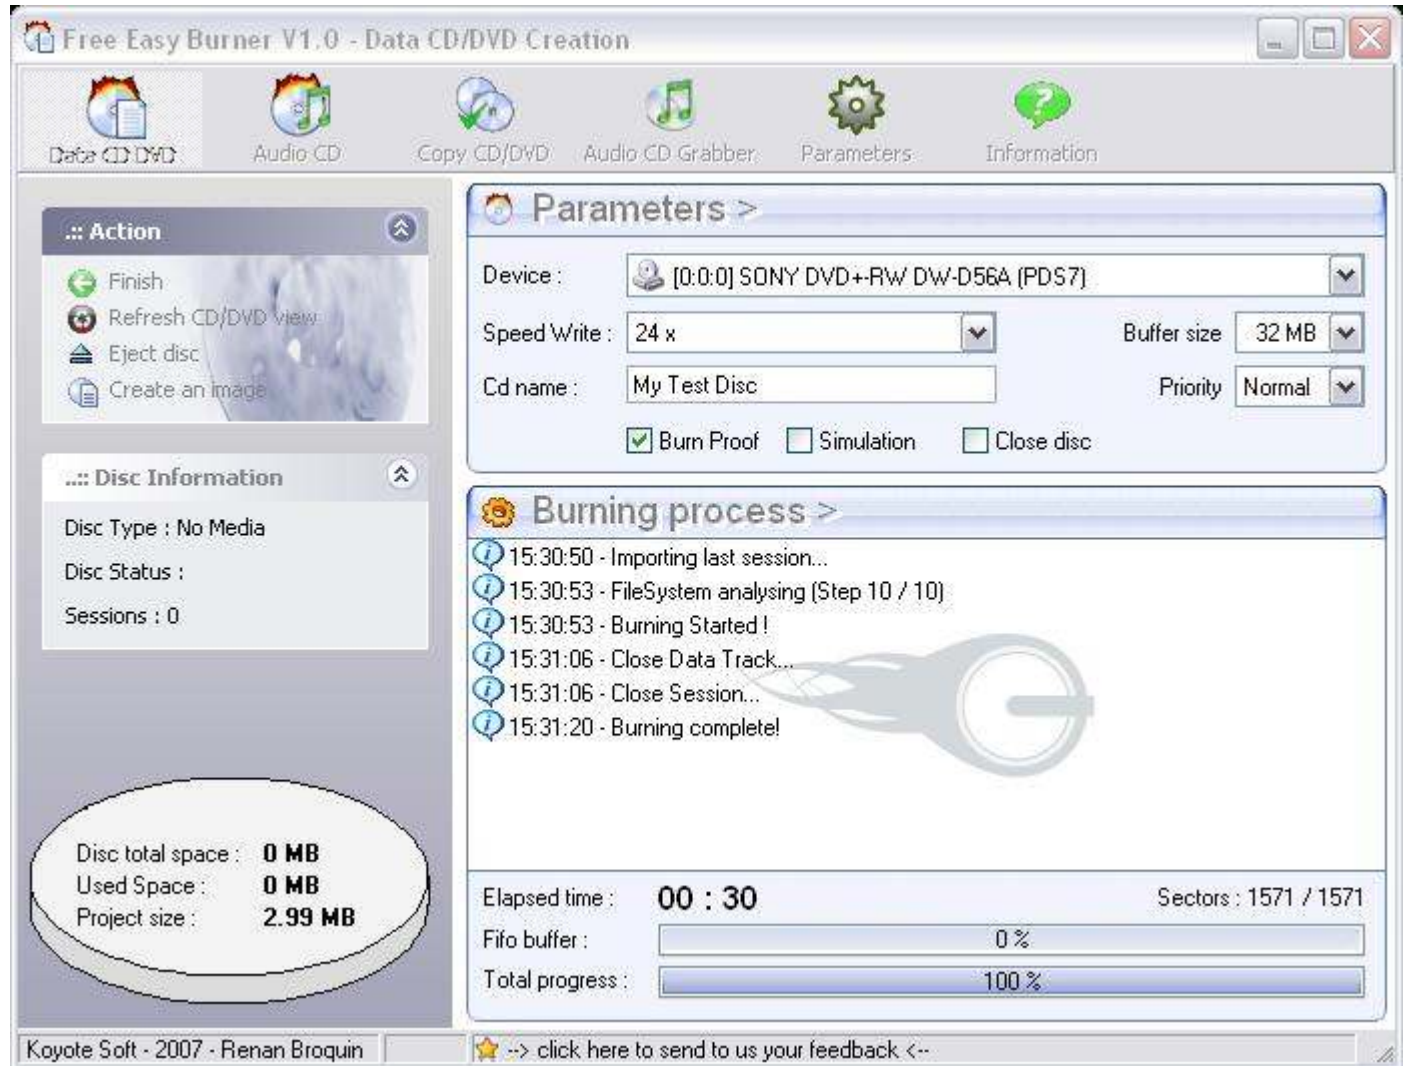 Free Easy Burner V1.0 - Data CD/DVD Creation
Data CD DVD
Audio CD
Copy CD/DVD
Audio CD Grabber
Parameters
Information
.:: Action
Finish
Refresh CD/DVD view
Eject disc
Create an image
..:: Disc Information
Disc Type : No Media
Disc Status :
Sessions : 0
Disc total space : 0 MB
Used Space : 0 MB
Project size : 2.99 MB
Parameters >
Device : [0:0:0] SONY DVD+-RW DW-D56A (PDS7)
Speed Write : 24 x
Buffer size 32 MB
Cd name : My Test Disc
Priority Normal
Burn Proof Simulation Close disc
Burning process >
15:30:50 - Importing last session...
15:30:53 - FileSystem analysing (Step 10 / 10)
15:30:53 - Burning Started !
15:31:06 - Close Data Track...
15:31:06 - Close Session...
15:31:20 - Burning complete!
Elapsed time : 00 : 30
Sectors : 1571 / 1571
Fifo buffer : 0 %
Total progress : 100 %
Koyote Soft - 2007 - Renan Broquin
--> click here to send to us your feedback <--